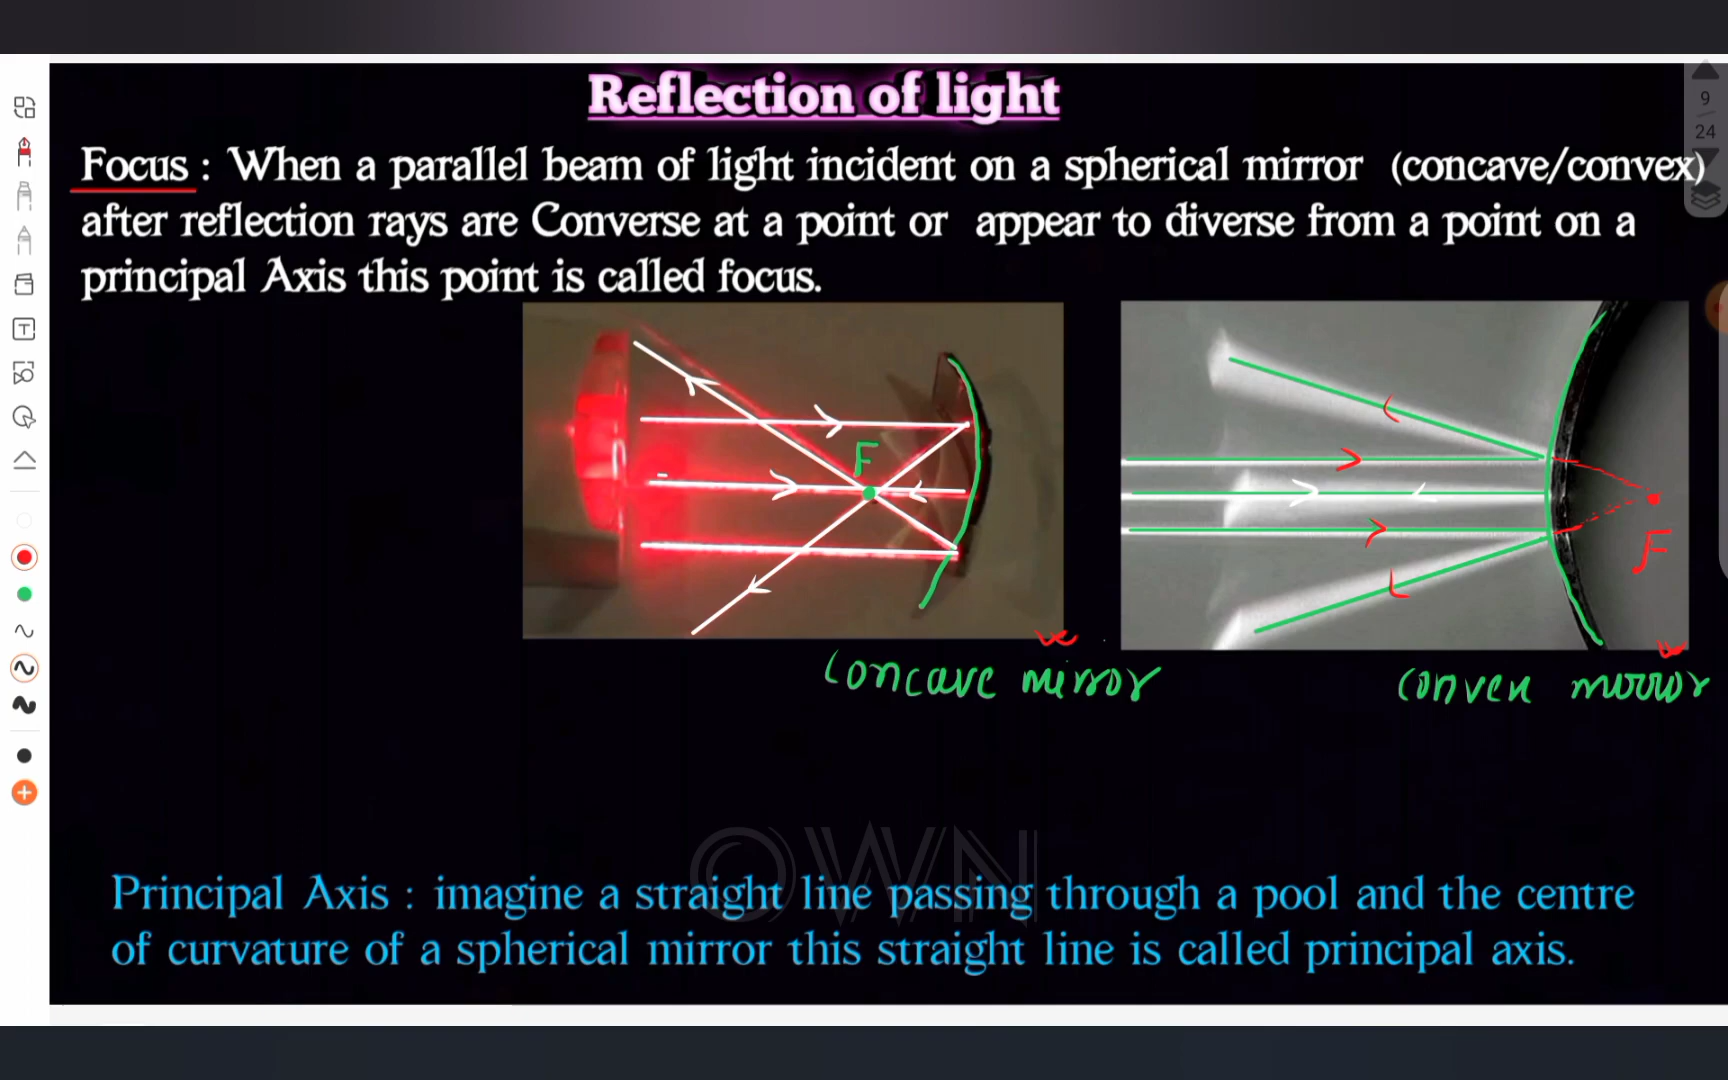 Reflection of light
9
24
Focus : When a parallel beam of light incident on a spherical mirror (concave/convex)
after reflection rays are Converse at a point or appear to diverse from a point on a
principal Axis this point is called focus.
F
F
Concave mirror
Convex mirror
OWN
Principal Axis : imagine a straight line passing through a pool and the centre
of curvature of a spherical mirror this straight line is called principal axis.